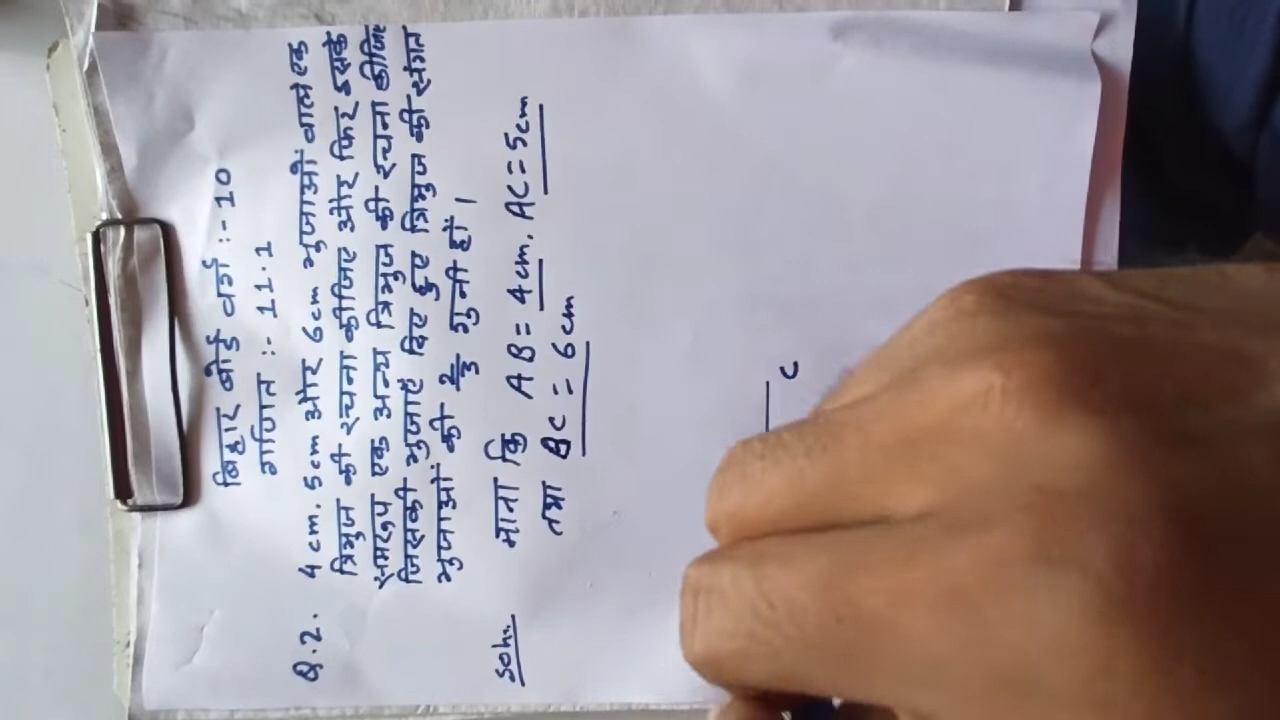 बिहार बोर्ड वर्ग :- 10
गणित :- 11.1
Q.2. 4 cm. 5 cm और 6 cm भुजाओं वाले एक
त्रिभुज की रचना कीजिए और फिर इसके
समरूप एक अन्य त्रिभुज की रचना कीजिए
जिसकी भुजाएँ दिए हुए त्रिभुज की संगत
भुजाओं की 2/3 गुनी हों।
Soln. माना कि AB = 4 cm. AC = 5 cm
तथा BC = 6 cm
C